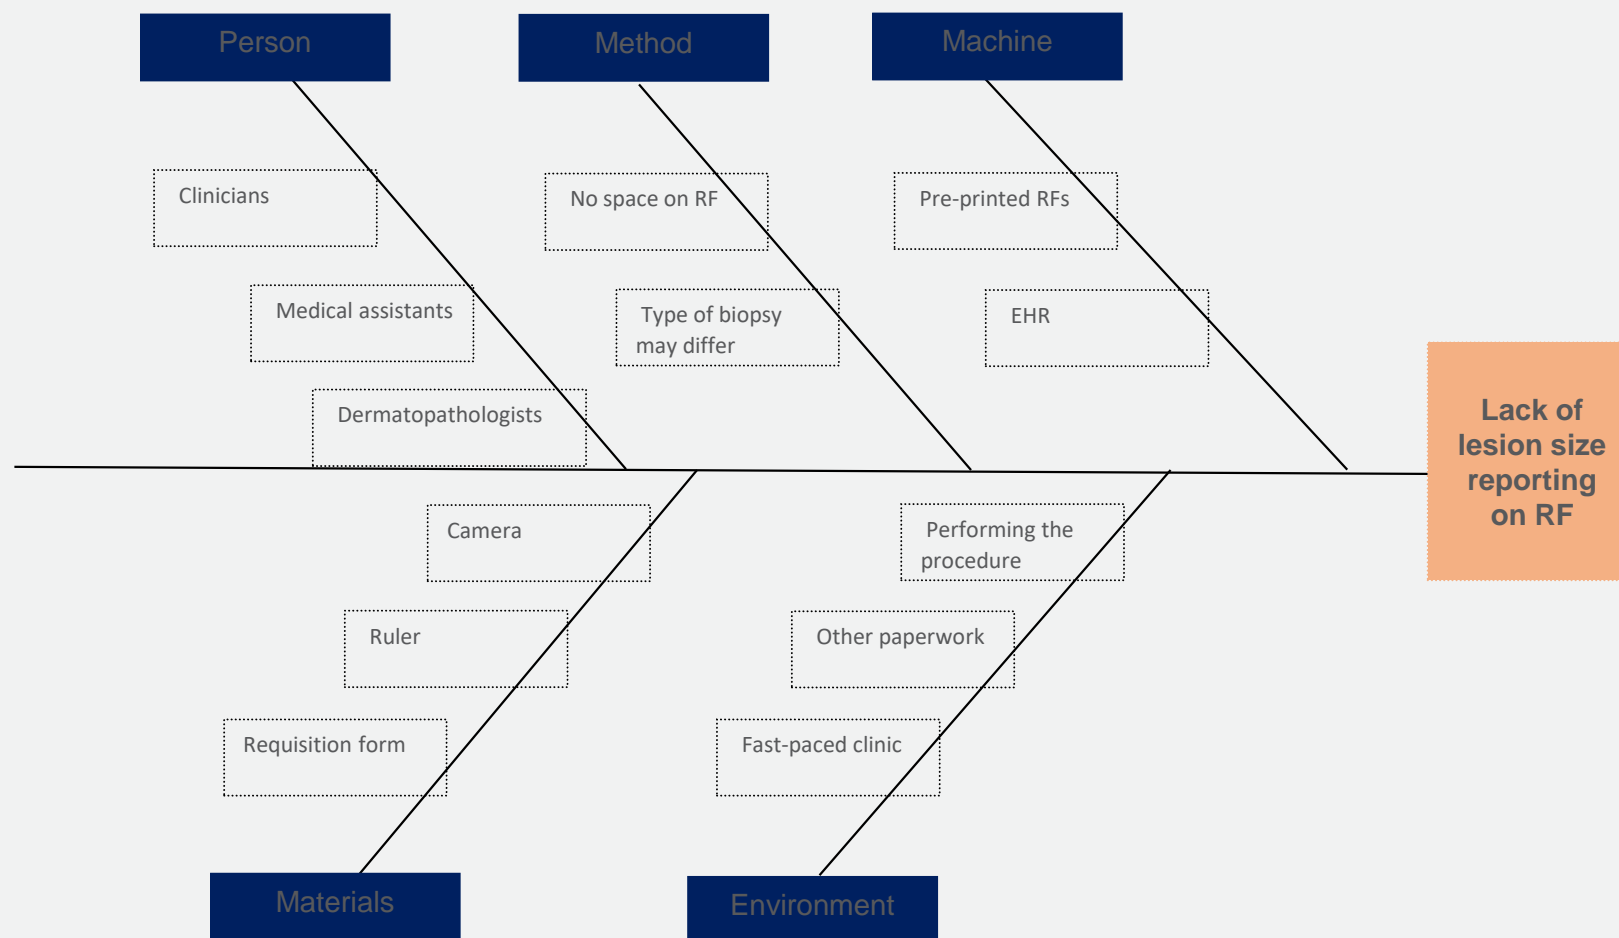 Person
Method
Machine
Clinicians
No space on RF
Pre-printed RFs
Medical assistants
Type of biopsy
may differ
EHR
Dermatopathologists
Lack of
lesion size
reporting
on RF
Camera
Performing the
procedure
Ruler
Other paperwork
Requisition form
Fast-paced clinic
Materials
Environment